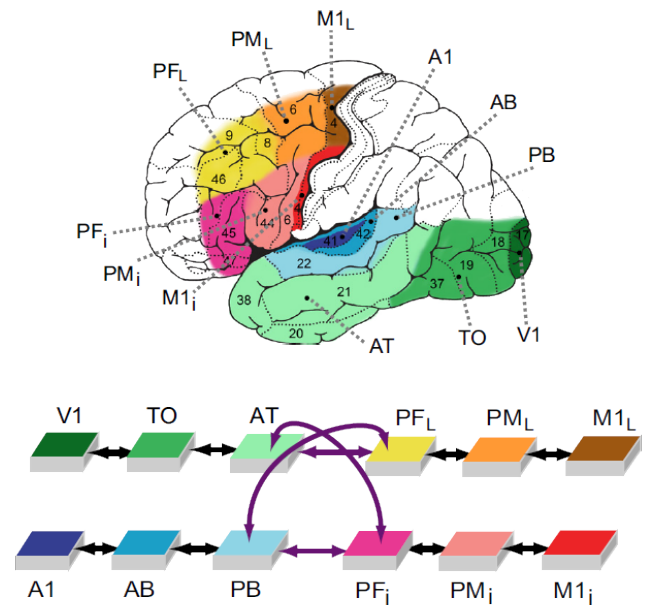 M1L
PML
A1
PFL
AB
PB
6
4
9
8
46
4
44
6
41
42
45
22
47
17
18
19
37
21
38
20
PFi
PMi
M1i
AT
TO
V1
V1 TO AT PFL PML M1L
A1 AB PB PFi PMi M1i